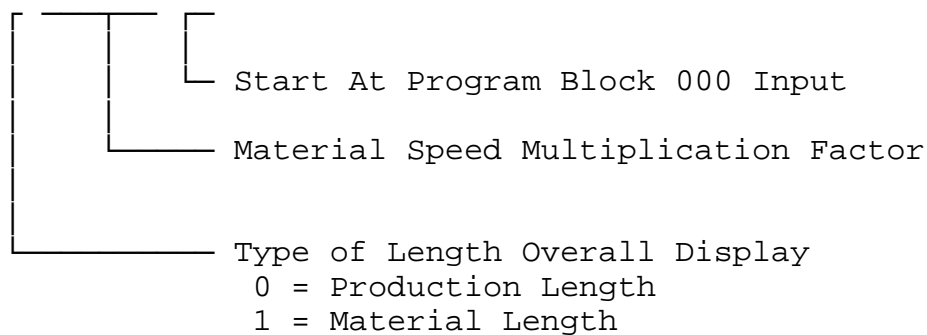 Start At Program Block 000 Input
Material Speed Multiplication Factor
Type of Length Overall Display
0 = Production Length
1 = Material Length